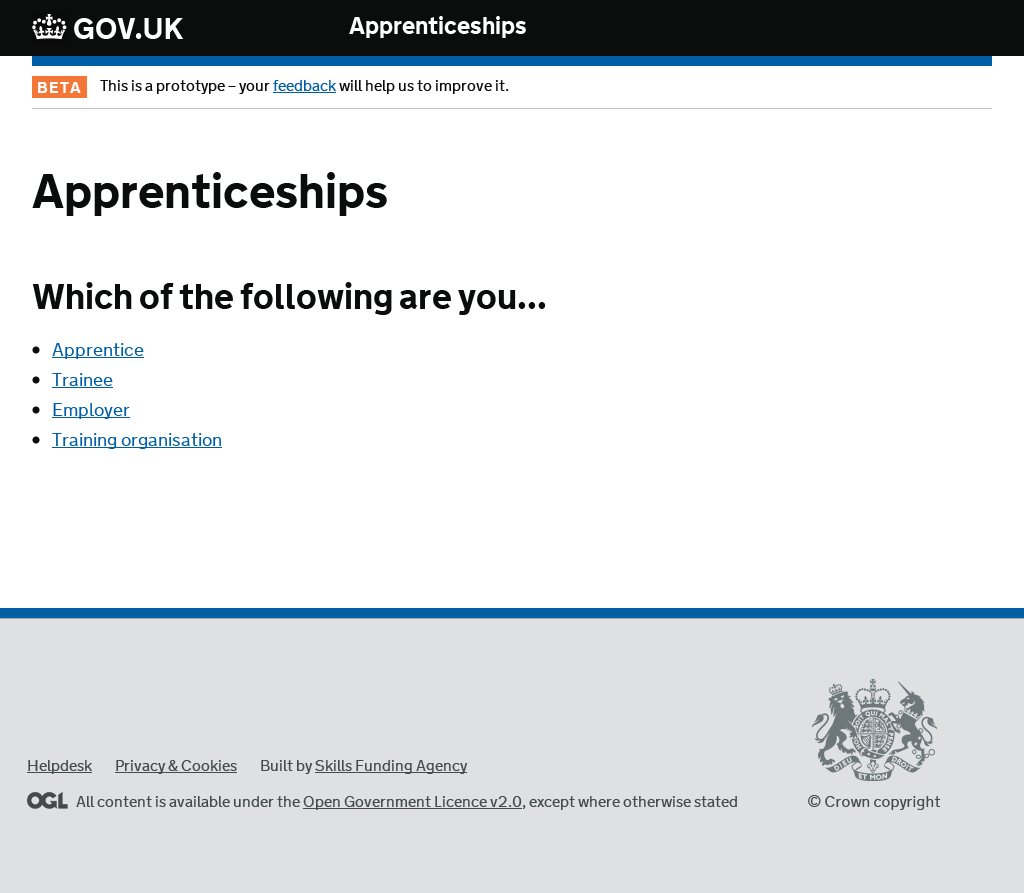 GOV.UK Apprenticeships
BETA This is a prototype – your feedback will help us to improve it.
Apprenticeships
Which of the following are you...
Apprentice
Trainee
Employer
Training organisation
DIEU ET MON DROIT
Helpdesk Privacy & Cookies Built by Skills Funding Agency
OGL All content is available under the Open Government Licence v2.0, except where otherwise stated
© Crown copyright